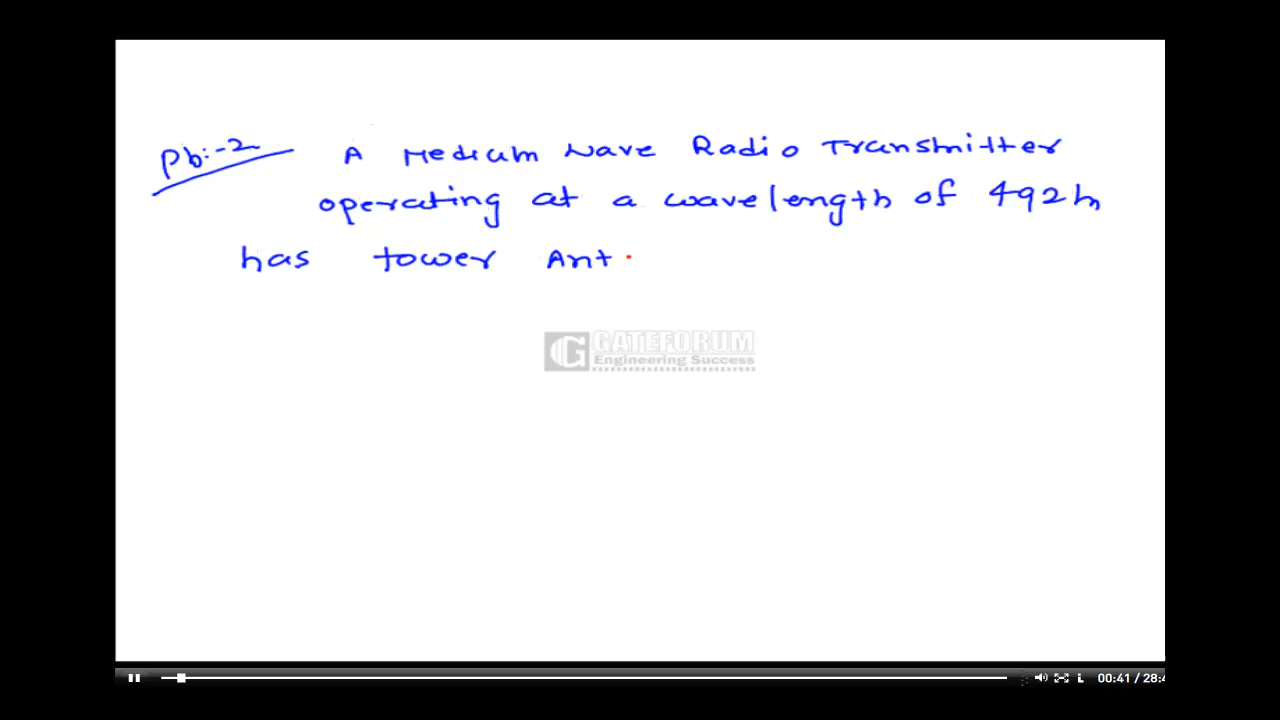 Pb:-2 A Medium Wave Radio Transmitter
operating at a wavelength of 492m
has tower Ant
GATEFORUM
Engineering Success
00:41 / 28:4